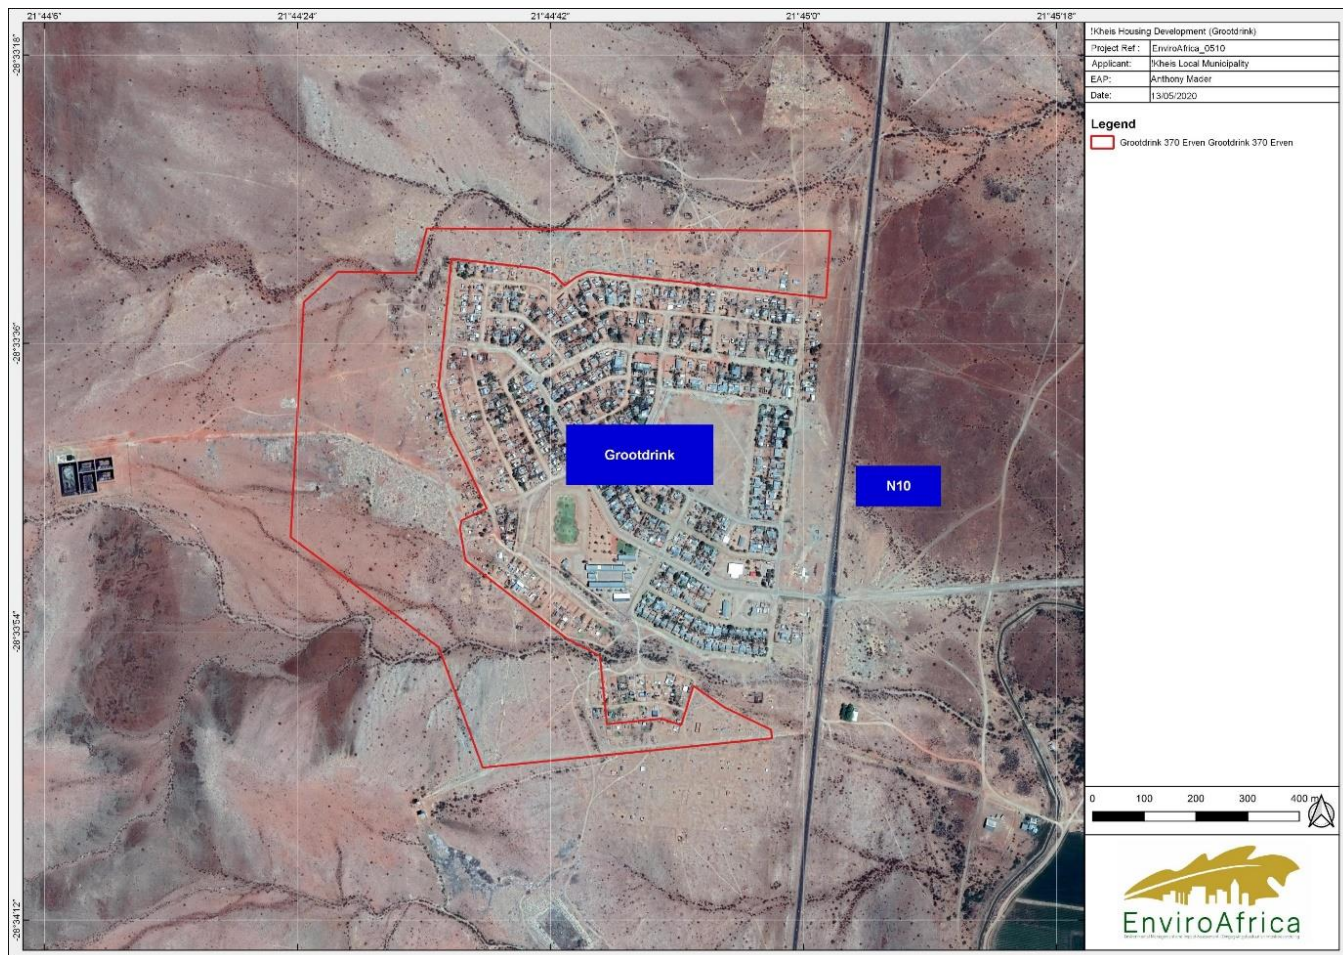 21°44'6"
21°44'24"
21°44'42"
21°45'0"
21°45'18"
-28°33'18"
-28°33'36"
-28°33'54"
-28°34'12"
Grootdrink
N10
!Kheis Housing Development (Grootdrink)
Project Ref : EnviroAfrica_0510
Applicant: !Kheis Local Municipality
EAP: Anthony Mader
Date: 13/05/2020
Legend
Grootdrink 370 Erven Grootdrink 370 Erven
0 100 200 300 400 m
EnviroAfrica